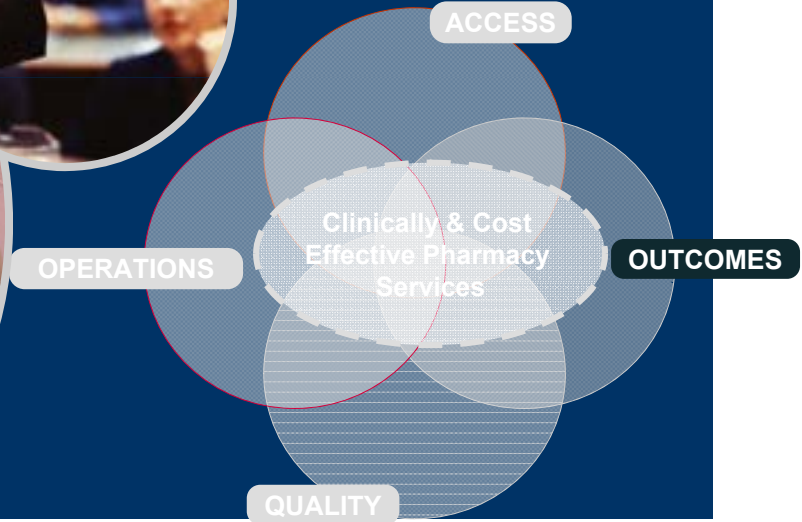 ACCESS
Clinically & Cost
Effective Pharmacy
Services
OPERATIONS
OUTCOMES
QUALITY